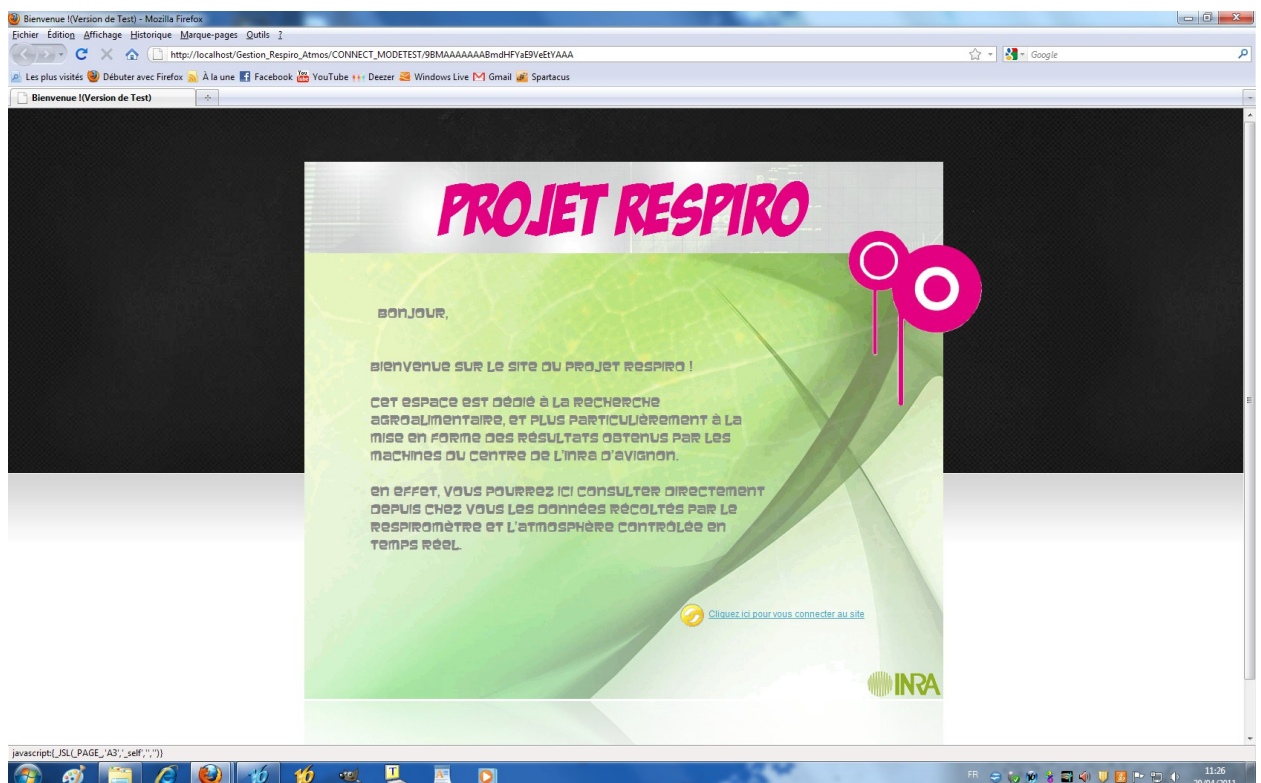 Bienvenue !(Version de Test) - Mozilla Firefox
Fichier Édition Affichage Historique Marque-pages Outils ?
http://localhost/Gestion_Respiro_Atmos/CONNECT_MODETEST/9BMAAAAAAABmdHFYaE9VeEtYAAA
Google
Les plus visités Débuter avec Firefox À la une Facebook YouTube Deezer Windows Live Gmail Spartacus
Bienvenue !(Version de Test)
PROJET RESPIRO
BONJOUR,
BIENVENUE SUR LE SITE DU PROJET RESPIRO !
CET ESPACE EST DÉDIÉ À LA RECHERCHE
AGROALIMENTAIRE, ET PLUS PARTICULIÈREMENT À LA
MISE EN FORME DES RÉSULTATS OBTENUS PAR LES
MACHINES DU CENTRE DE L'INRA D'AVIGNON.
EN EFFET, VOUS POURREZ ICI CONSULTER DIRECTEMENT
DEPUIS CHEZ VOUS LES DONNÉES RÉCOLTÉS PAR LE
RESPIROMÈTRE ET L'ATMOSPHÈRE CONTRÔLÉE EN
TEMPS RÉEL.
Cliquez ici pour vous connecter au site
INRA
javascript:{_JSL(_PAGE_,'A3','_self','','')}
FR
11:26
20/04/2011